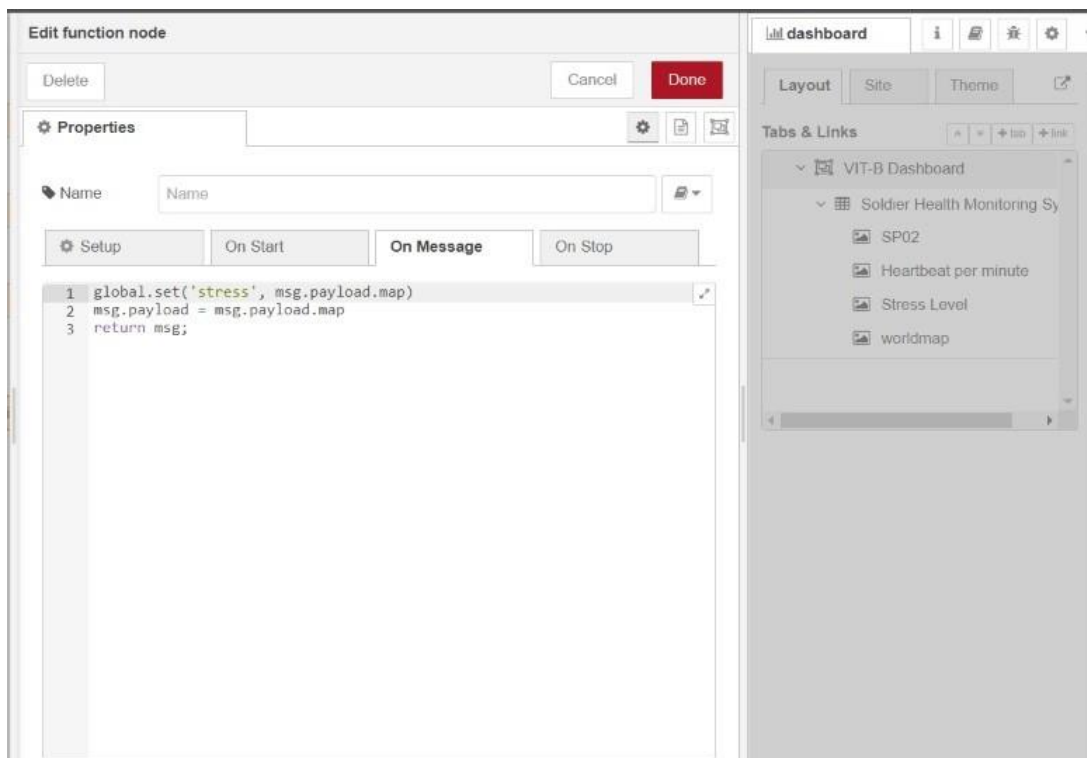 Edit function node
Delete
Cancel
Done
Properties
Name
Name
Setup
On Start
On Message
On Stop
1 global.set('stress', msg.payload.map)
2 msg.payload = msg.payload.map
3 return msg;
dashboard
i
Layout
Site
Theme
Tabs & Links
+ tab
+ link
VIT-B Dashboard
Soldier Health Monitoring Sy
SP02
Heartbeat per minute
Stress Level
worldmap